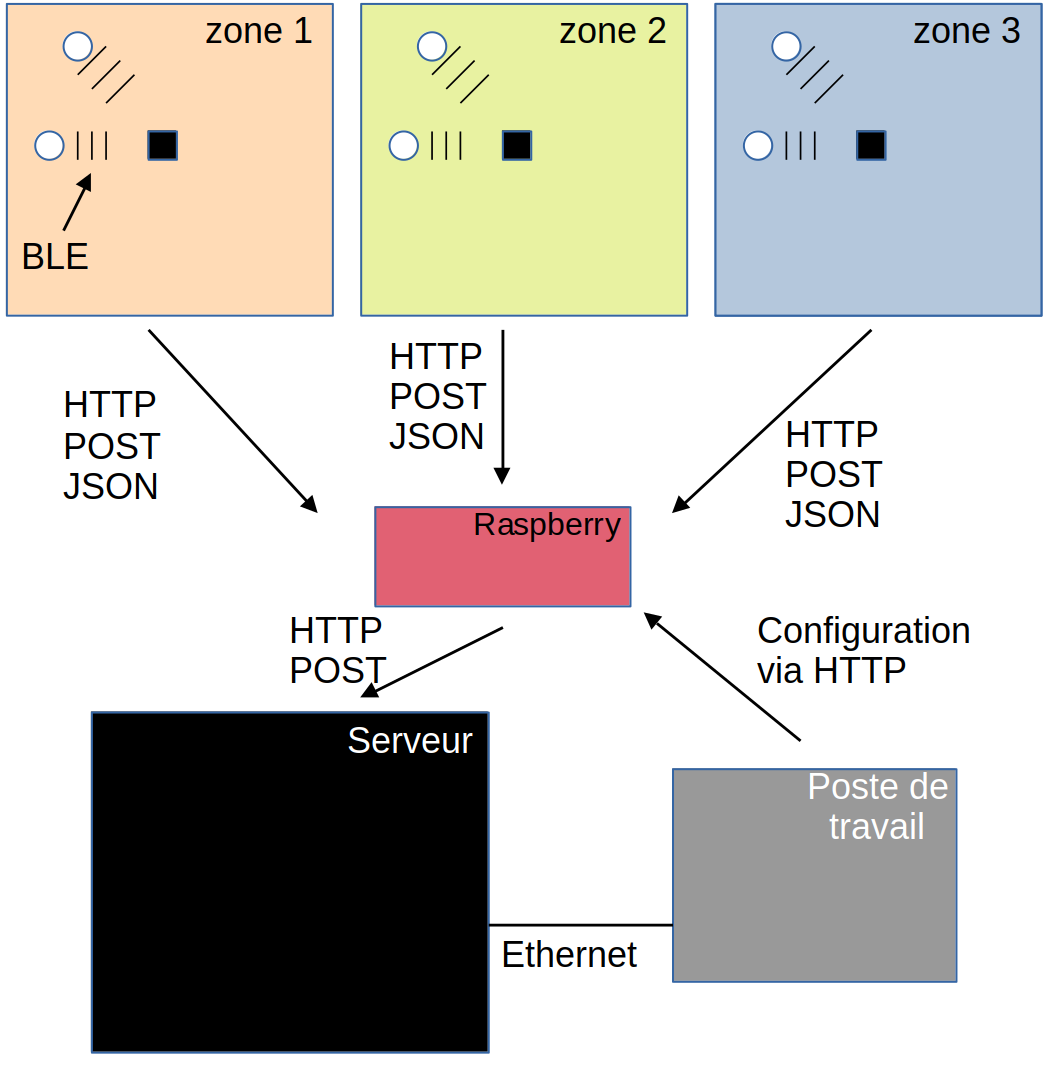 zone 1
zone 2
zone 3
BLE
HTTP
POST
JSON
HTTP
POST
JSON
HTTP
POST
JSON
Raspberry
HTTP
POST
Configuration
via HTTP
Serveur
Poste de
travail
Ethernet